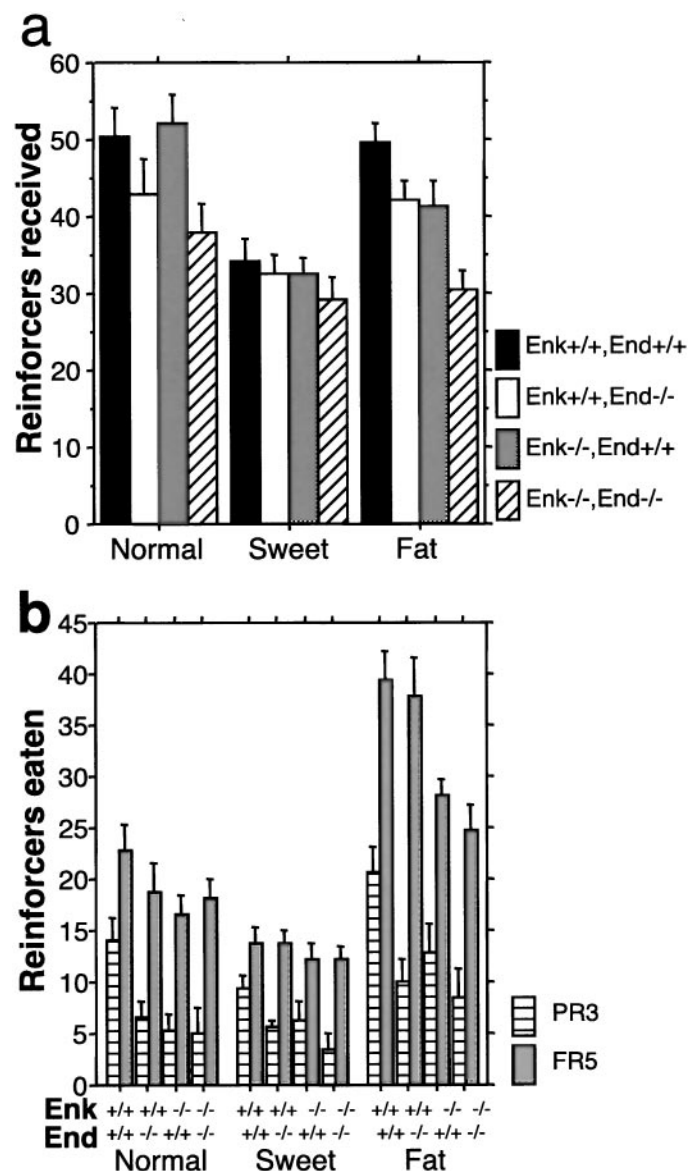 a
Reinforcers received
60
50
40
30
20
10
0
Normal Sweet Fat
Enk+/+,End+/+
Enk+/+,End-/-
Enk-/-,End+/+
Enk-/-,End-/-
b
Reinforcers eaten
45
40
35
30
25
20
15
10
5
0
PR3
FR5
Enk +/+ +/+ -/- -/- +/+ +/+ -/- -/- +/+ +/+ -/- -/-
End +/+ -/- +/+ -/- +/+ -/- +/+ -/- +/+ -/- +/+ -/-
Normal Sweet Fat